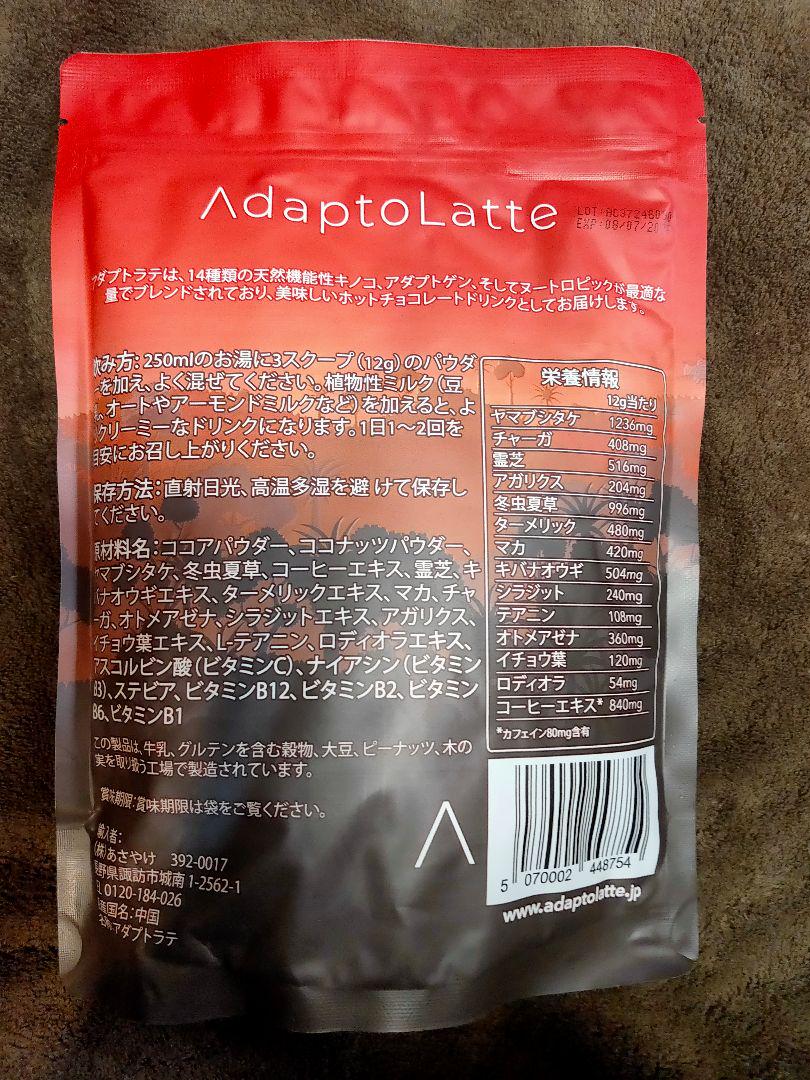 AdaptoLatte
EXP:08/07/20
アダプトラテは、14種類の天然機能性キノコ、アダプトゲン、そしてヌートロピックが最適な
量でブレンドされており、美味しいホットチョコレートドリンクとしてお届けします。
飲み方: 250mlのお湯に3スクープ(12g)のパウダ
ーを加え、よく混ぜてください。植物性ミルク(豆
乳、オートやアーモンドミルクなど)を加えると、よ
りクリーミーなドリンクになります。1日1〜2回を
目安にお召し上がりください。
保存方法:直射日光、高温多湿を避 けて保存し
てください。
原材料名:ココアパウダー、ココナッツパウダー、
ヤマブシタケ、冬虫夏草、コーヒーエキス、霊芝、キ
バナオウギエキス、ターメリックエキス、マカ、チャ
ーガ、オトメアゼナ、シラジットエキス、アガリクス、
イチョウ葉エキス、L-テアニン、ロディオラエキス、
アスコルビン酸(ビタミンC)、ナイアシン(ビタミン
B3)、ステビア、ビタミンB12、ビタミンB2、ビタミン
B6、ビタミンB1
この製品は、牛乳、グルテンを含む穀物、大豆、ピーナッツ、木の
実を取り扱う工場で製造されています。
賞味期限:賞味期限は袋をご覧ください。
輸入者:
(株)あさやけ 392-0017
長野県諏訪市城南1-2562-1
TEL 0120-184-026
原産国名:中国
名称:アダプトラテ
栄養情報
12g当たり
ヤマブシタケ 1236mg
チャーガ 408mg
霊芝 516mg
アガリクス 204mg
冬虫夏草 996mg
ターメリック 480mg
マカ 420mg
キバナオウギ 504mg
シラジット 240mg
テアニン 108mg
オトメアゼナ 360mg
イチョウ葉 120mg
ロディオラ 54mg
コーヒーエキス* 840mg
*カフェイン80mg含有
5 070002 448754
www.adaptolatte.jp